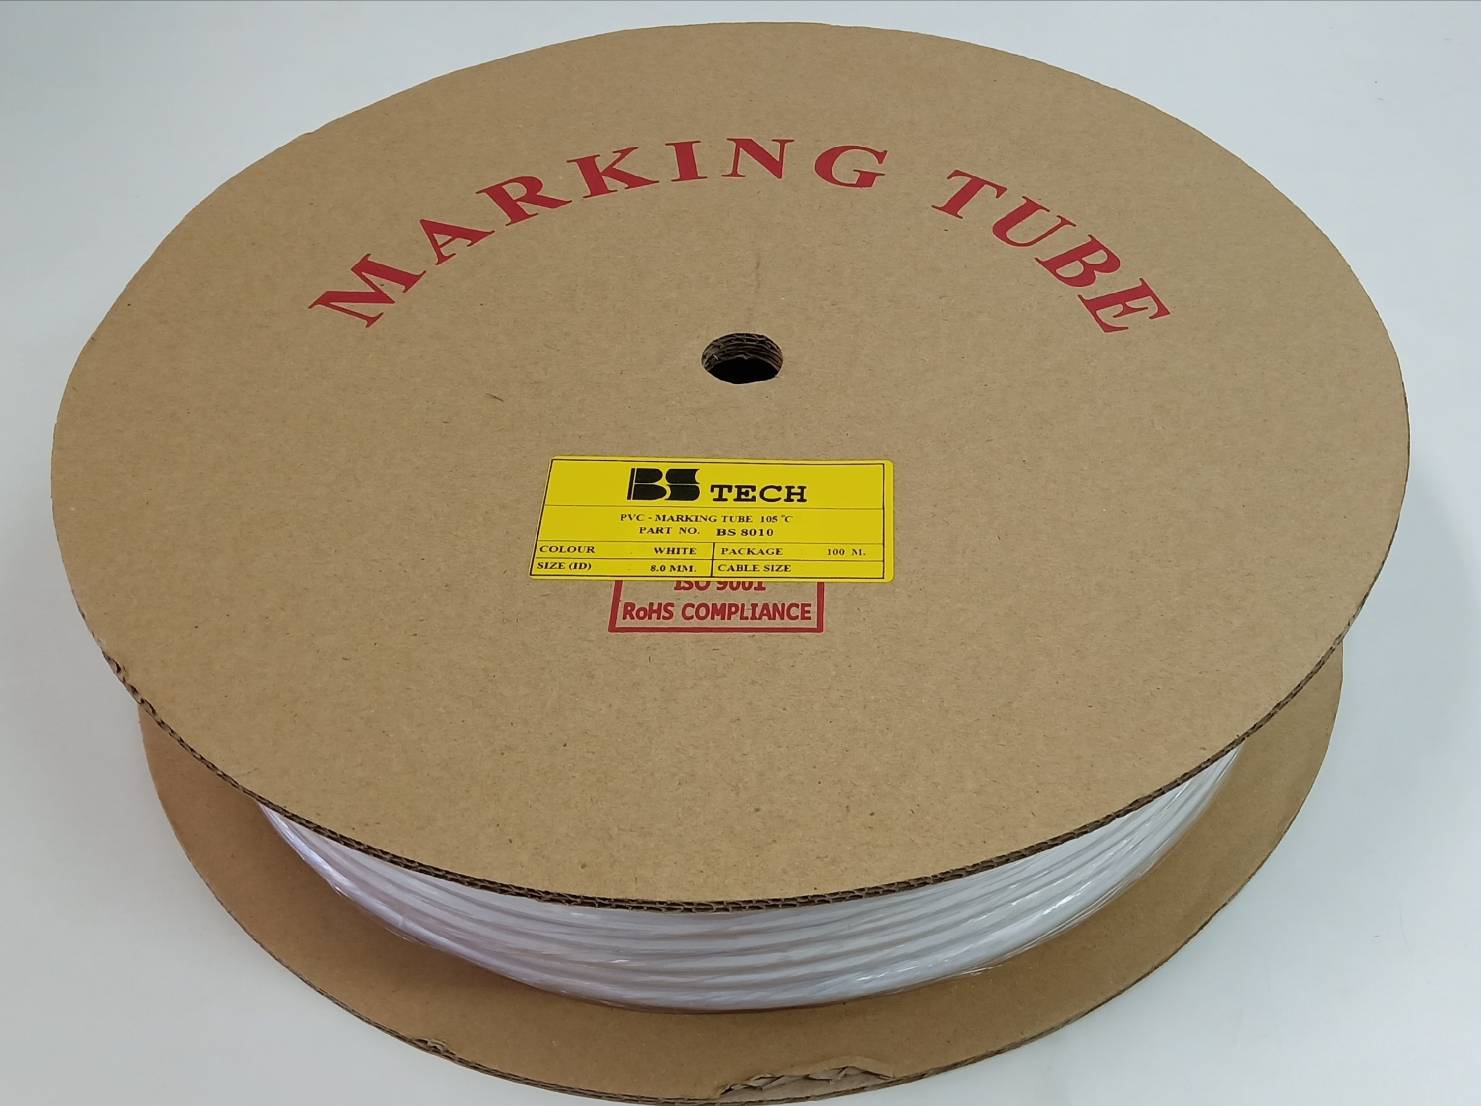 MARKING TUBE
BS TECH
PVC - MARKING TUBE 105 °C
PART NO. BS 8010
COLOUR WHITE PACKAGE 100 M.
SIZE (ID) 8.0 MM. CABLE SIZE
ISO 9001
RoHS COMPLIANCE